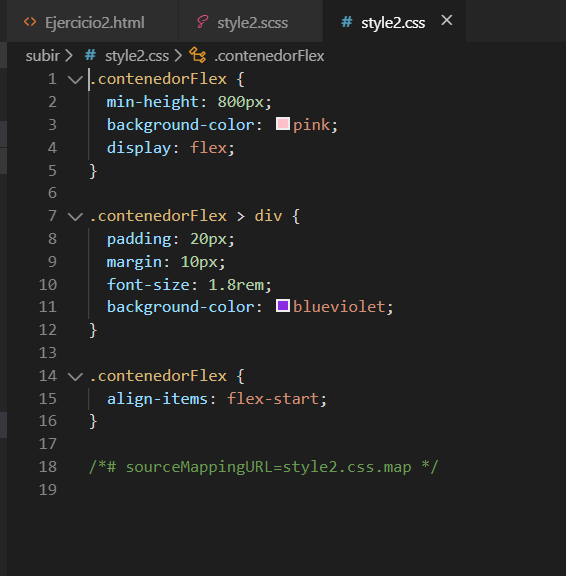 Ejercicio2.html style2.scss style2.css
subir > style2.css > .contenedorFlex
1 .contenedorFlex {
2 min-height: 800px;
3 background-color: pink;
4 display: flex;
5 }
6
7 .contenedorFlex > div {
8 padding: 20px;
9 margin: 10px;
10 font-size: 1.8rem;
11 background-color: blueviolet;
12 }
13
14 .contenedorFlex {
15 align-items: flex-start;
16 }
17
18 /*# sourceMappingURL=style2.css.map */
19